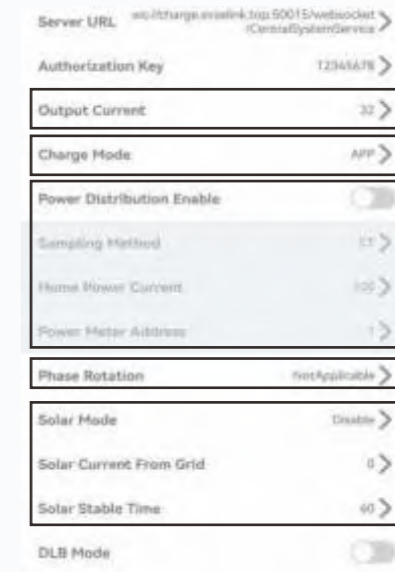 Server URL ws://charge.evselink.top:50015/websocket
/CentralSystemService
Authorization Key 12345678
Output Current 32
Charge Mode APP
Power Distribution Enable
Sampling Method CT
Home Power Current 100
Power Meter Address 1
Phase Rotation NotApplicable
Solar Mode Disable
Solar Current From Grid 0
Solar Stable Time 60
DLB Mode